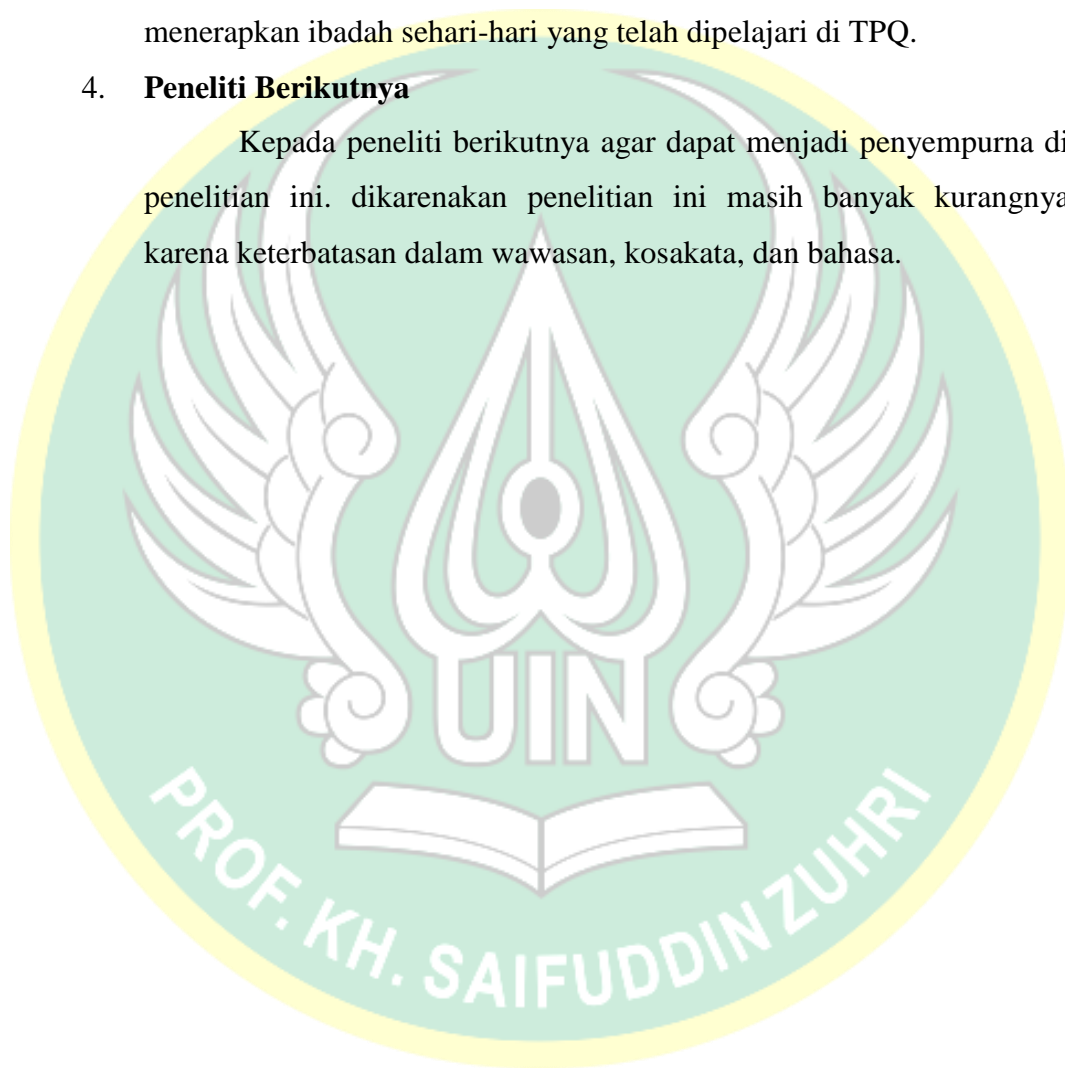 menerapkan ibadah sehari-hari yang telah dipelajari di TPQ.
4. Peneliti Berikutnya
Kepada peneliti berikutnya agar dapat menjadi penyempurna di
penelitian ini. dikarenakan penelitian ini masih banyak kurangnya
karena keterbatasan dalam wawasan, kosakata, dan bahasa.
UIN
PROF. KH. SAIFUDDIN ZUHRI